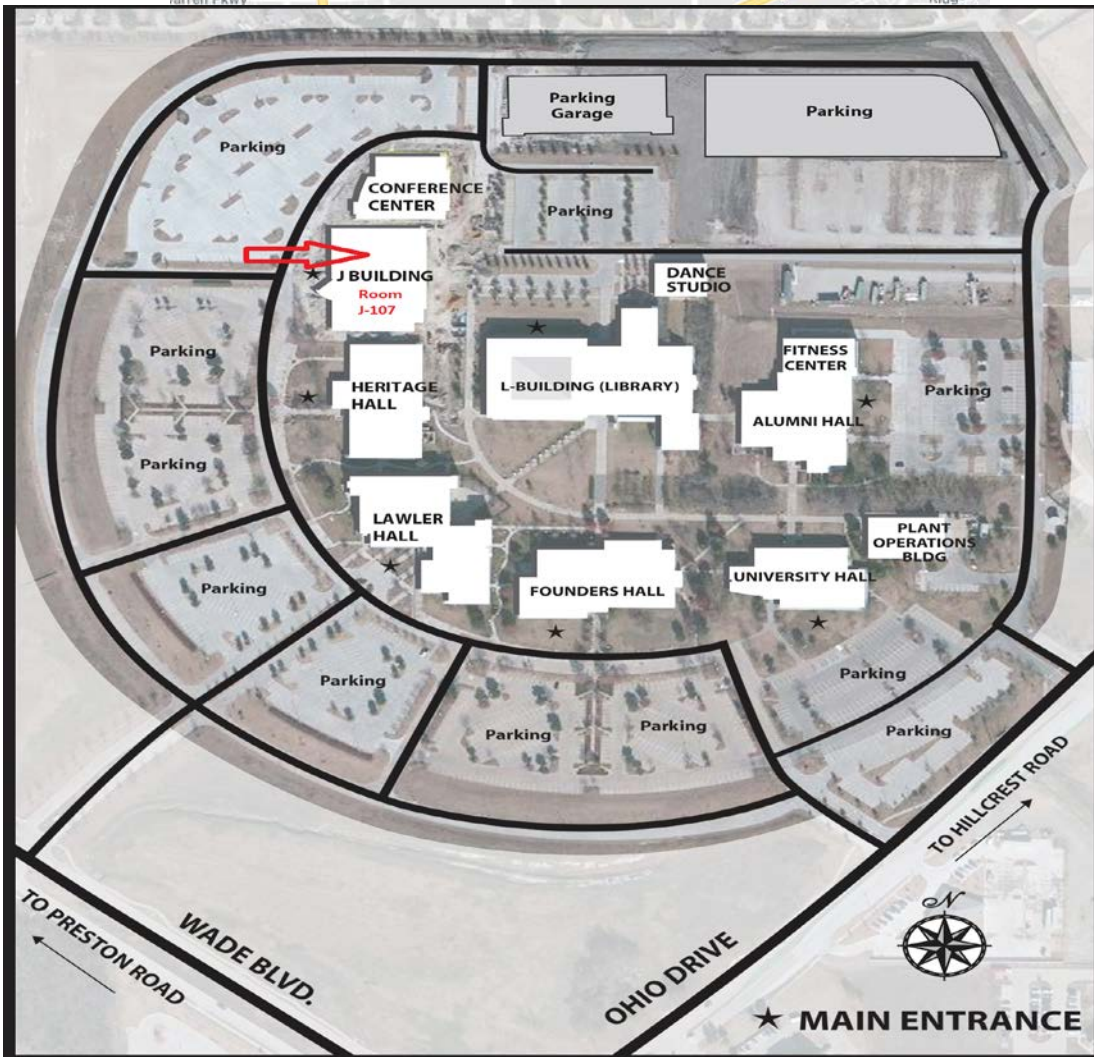 Parking
Garage
Parking
Parking
CONFERENCE
CENTER
Parking
J BUILDING
Room
J-107
DANCE
STUDIO
Parking
HERITAGE
HALL
L-BUILDING (LIBRARY)
FITNESS
CENTER
ALUMNI HALL
Parking
Parking
LAWLER
HALL
PLANT
OPERATIONS
BLDG
Parking
FOUNDERS HALL
UNIVERSITY HALL
Parking
Parking
Parking
Parking
Parking
TO HILLCREST ROAD
TO PRESTON ROAD
WADE BLVD.
OHIO DRIVE
N
MAIN ENTRANCE